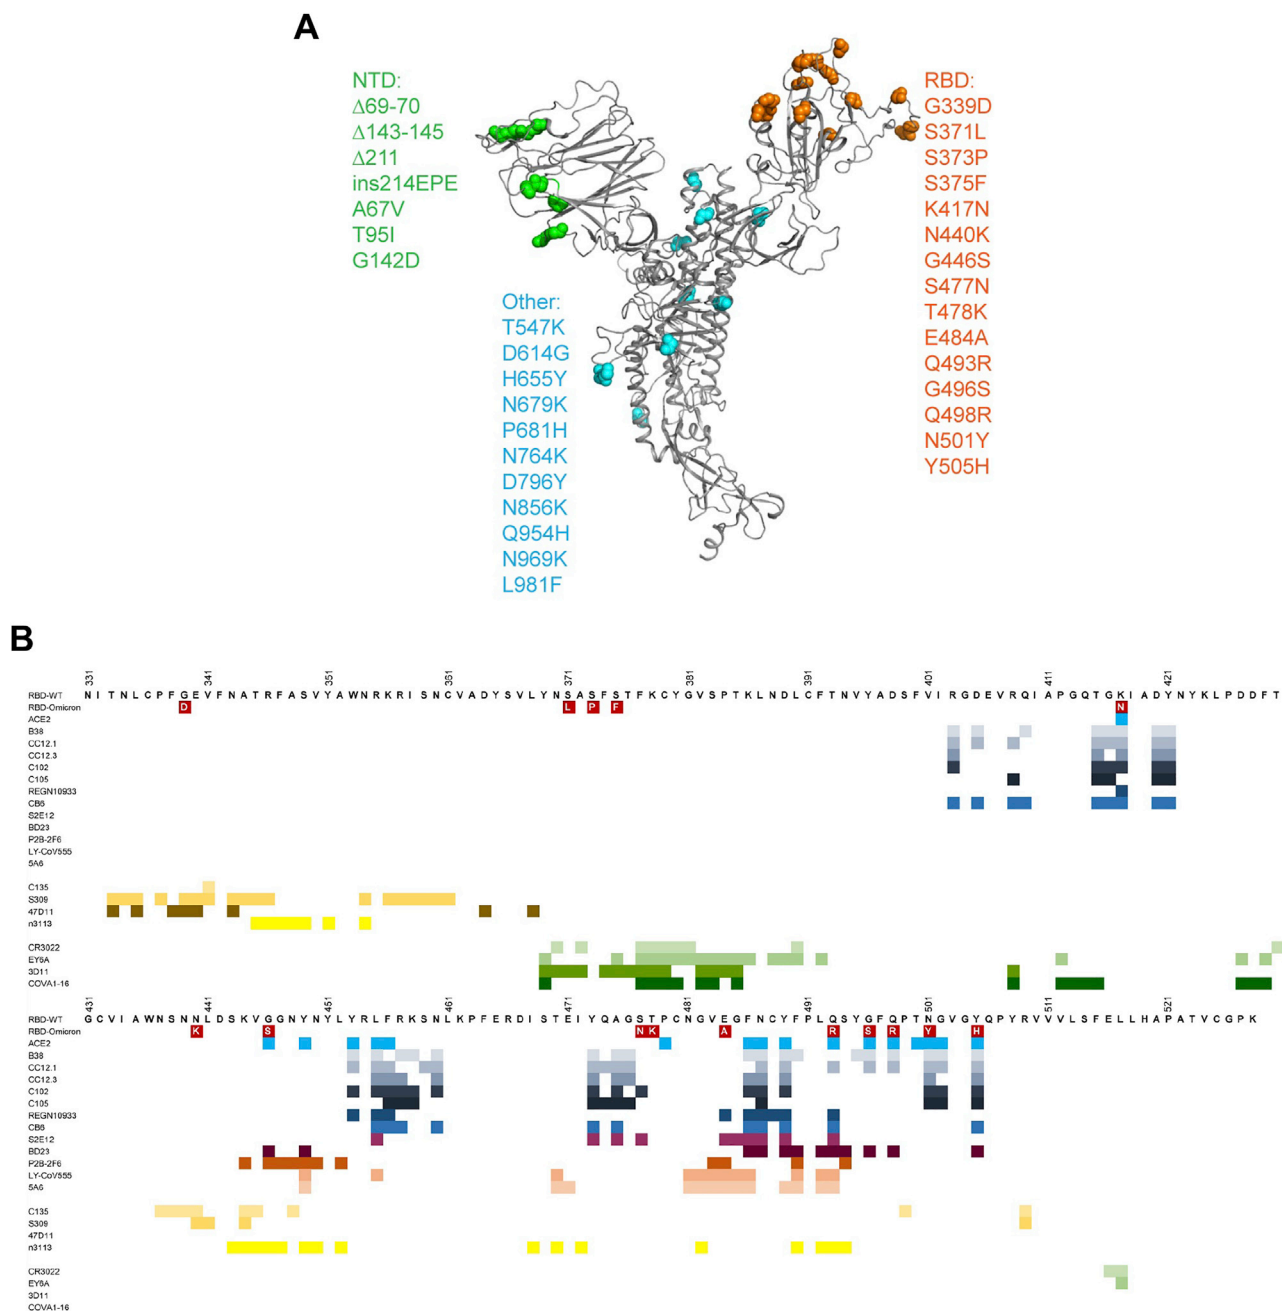 A
NTD:
Δ69-70
Δ143-145
Δ211
ins214EPE
A67V
T95I
G142D
Other:
T547K
D614G
H655Y
N679K
P681H
N764K
D796Y
N856K
Q954H
N969K
L981F
RBD:
G339D
S371L
S373P
S375F
K417N
N440K
G446S
S477N
T478K
E484A
Q493R
G496S
Q498R
N501Y
Y505H
B
331 341 351 361 371 381 391 401 411 421
RBD-WT N I T N L C P F G E V F N A T R F A S V Y A W N R K R I S N C V A D Y S V L Y N S A S F S T F K C Y G V S P T K L N D L C F T N V Y A D S F V I R G D E V R Q I A P G Q T G K I A D Y N Y K L P D D F T
RBD-Omicron D L P F N
ACE2
B38
CC12.1
CC12.3
C102
C105
REGN10933
CB6
S2E12
BD23
P2B-2F6
LY-CoV555
5A6
C135
S309
47D11
n3113
CR3022
EY6A
3D11
COVA1-16
431 441 451 461 471 481 491 501 511 521
RBD-WT G C V I A W N S N N L D S K V G G N Y N Y L Y R L F R K S N L K P F E R D I S T E I Y Q A G S T P C N G V E G F N C Y F P L Q S Y G F Q P T N G V G Y Q P Y R V V V L S F E L L H A P A T V C G P K
RBD-Omicron K S N K A R S R Y H
ACE2
B38
CC12.1
CC12.3
C102
C105
REGN10933
CB6
S2E12
BD23
P2B-2F6
LY-CoV555
5A6
C135
S309
47D11
n3113
CR3022
EY6A
3D11
COVA1-16